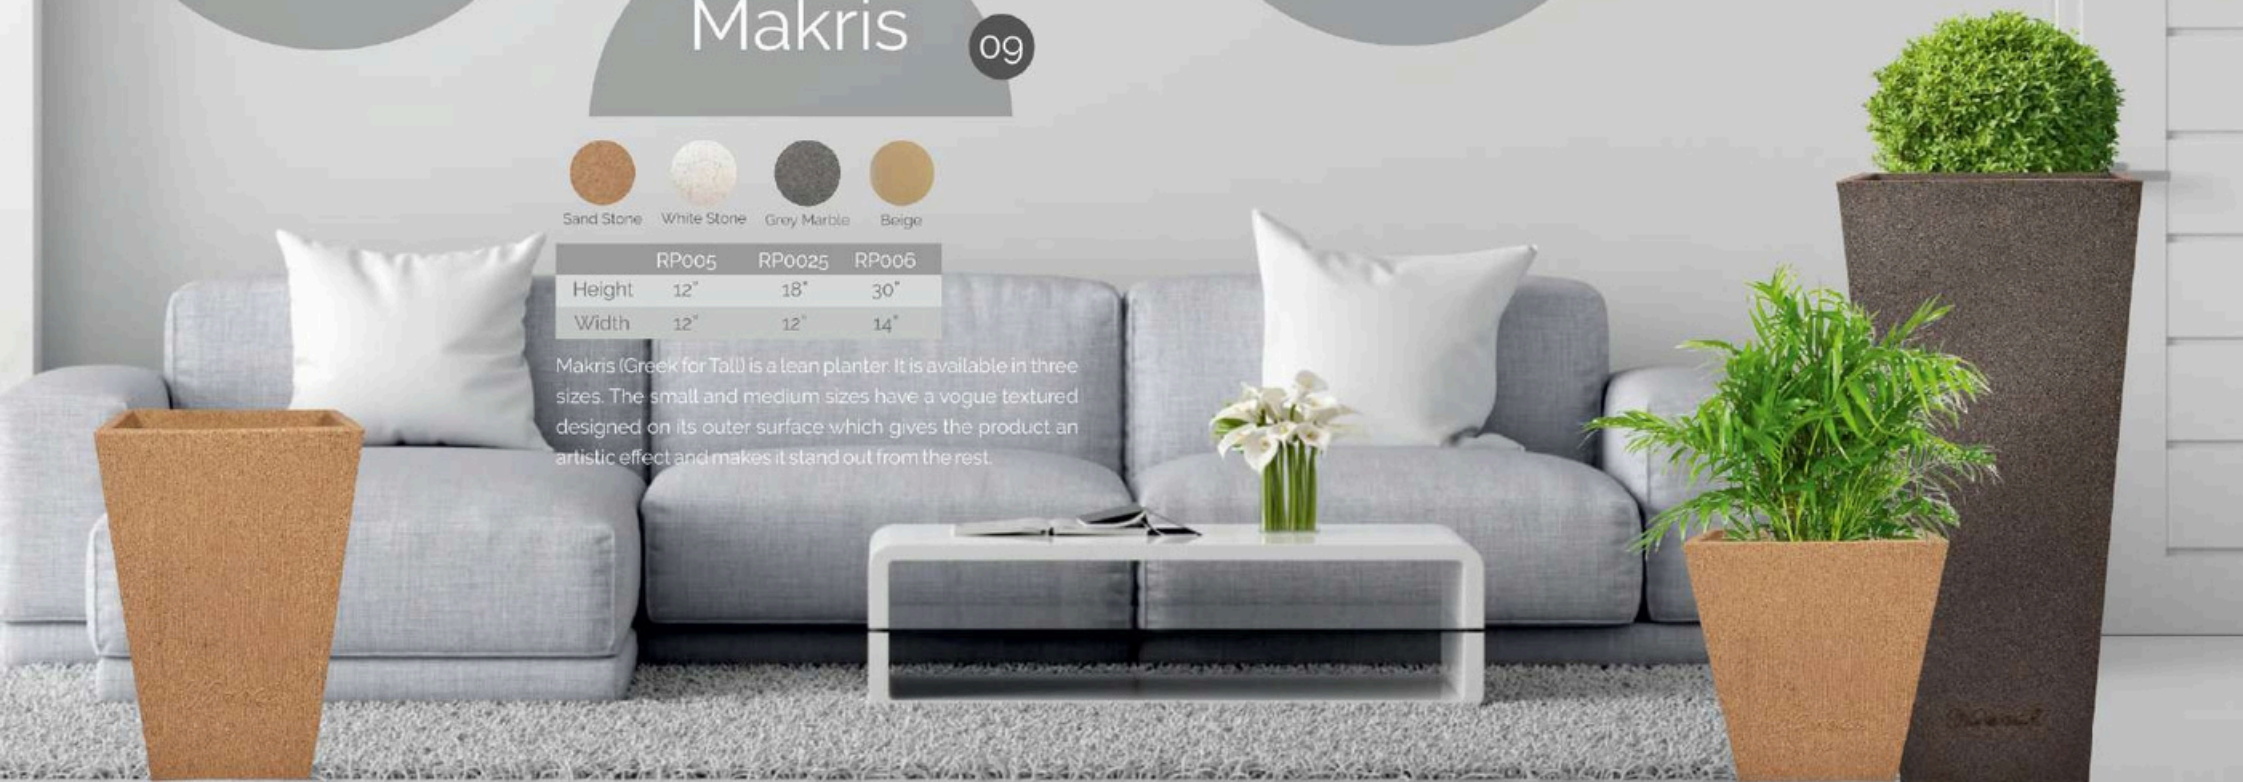 Makris
09
Sand Stone White Stone Grey Marble Beige
RP005 RP0025 RP006
Height 12" 18" 30"
Width 12" 12" 14"
Makris (Greek for Tall) is a lean planter. It is available in three
sizes. The small and medium sizes have a vogue textured
designed on its outer surface which gives the product an
artistic effect and makes it stand out from the rest.